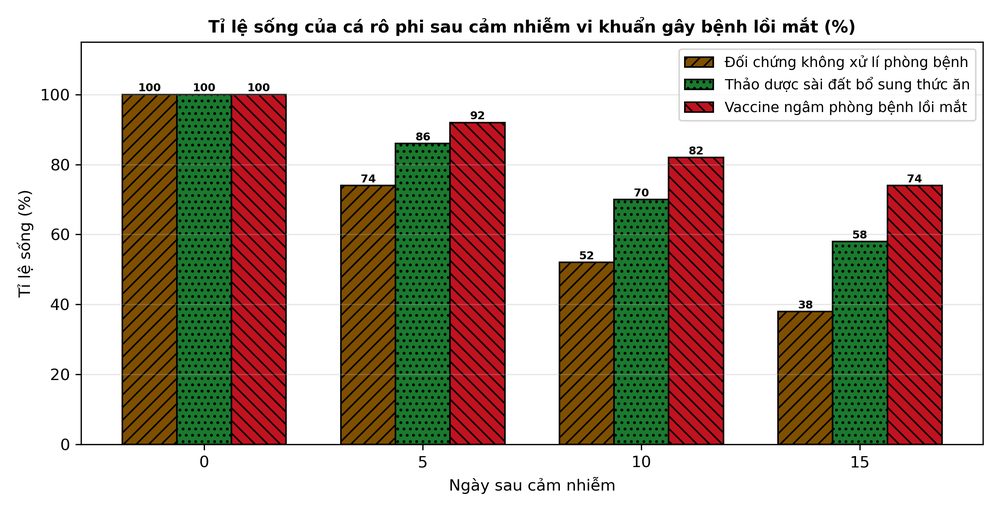 Tỉ lệ sống của cá rô phi sau cảm nhiễm vi khuẩn gây bệnh lồi mắt (%)
Đối chứng không xử lí phòng bệnh
Thảo dược sài đất bổ sung thức ăn
Vaccine ngâm phòng bệnh lồi mắt
Tỉ lệ sống (%)
100
80
60
40
20
0
100 100 100
74 86 92
52 70 82
38 58 74
0 5 10 15
Ngày sau cảm nhiễm